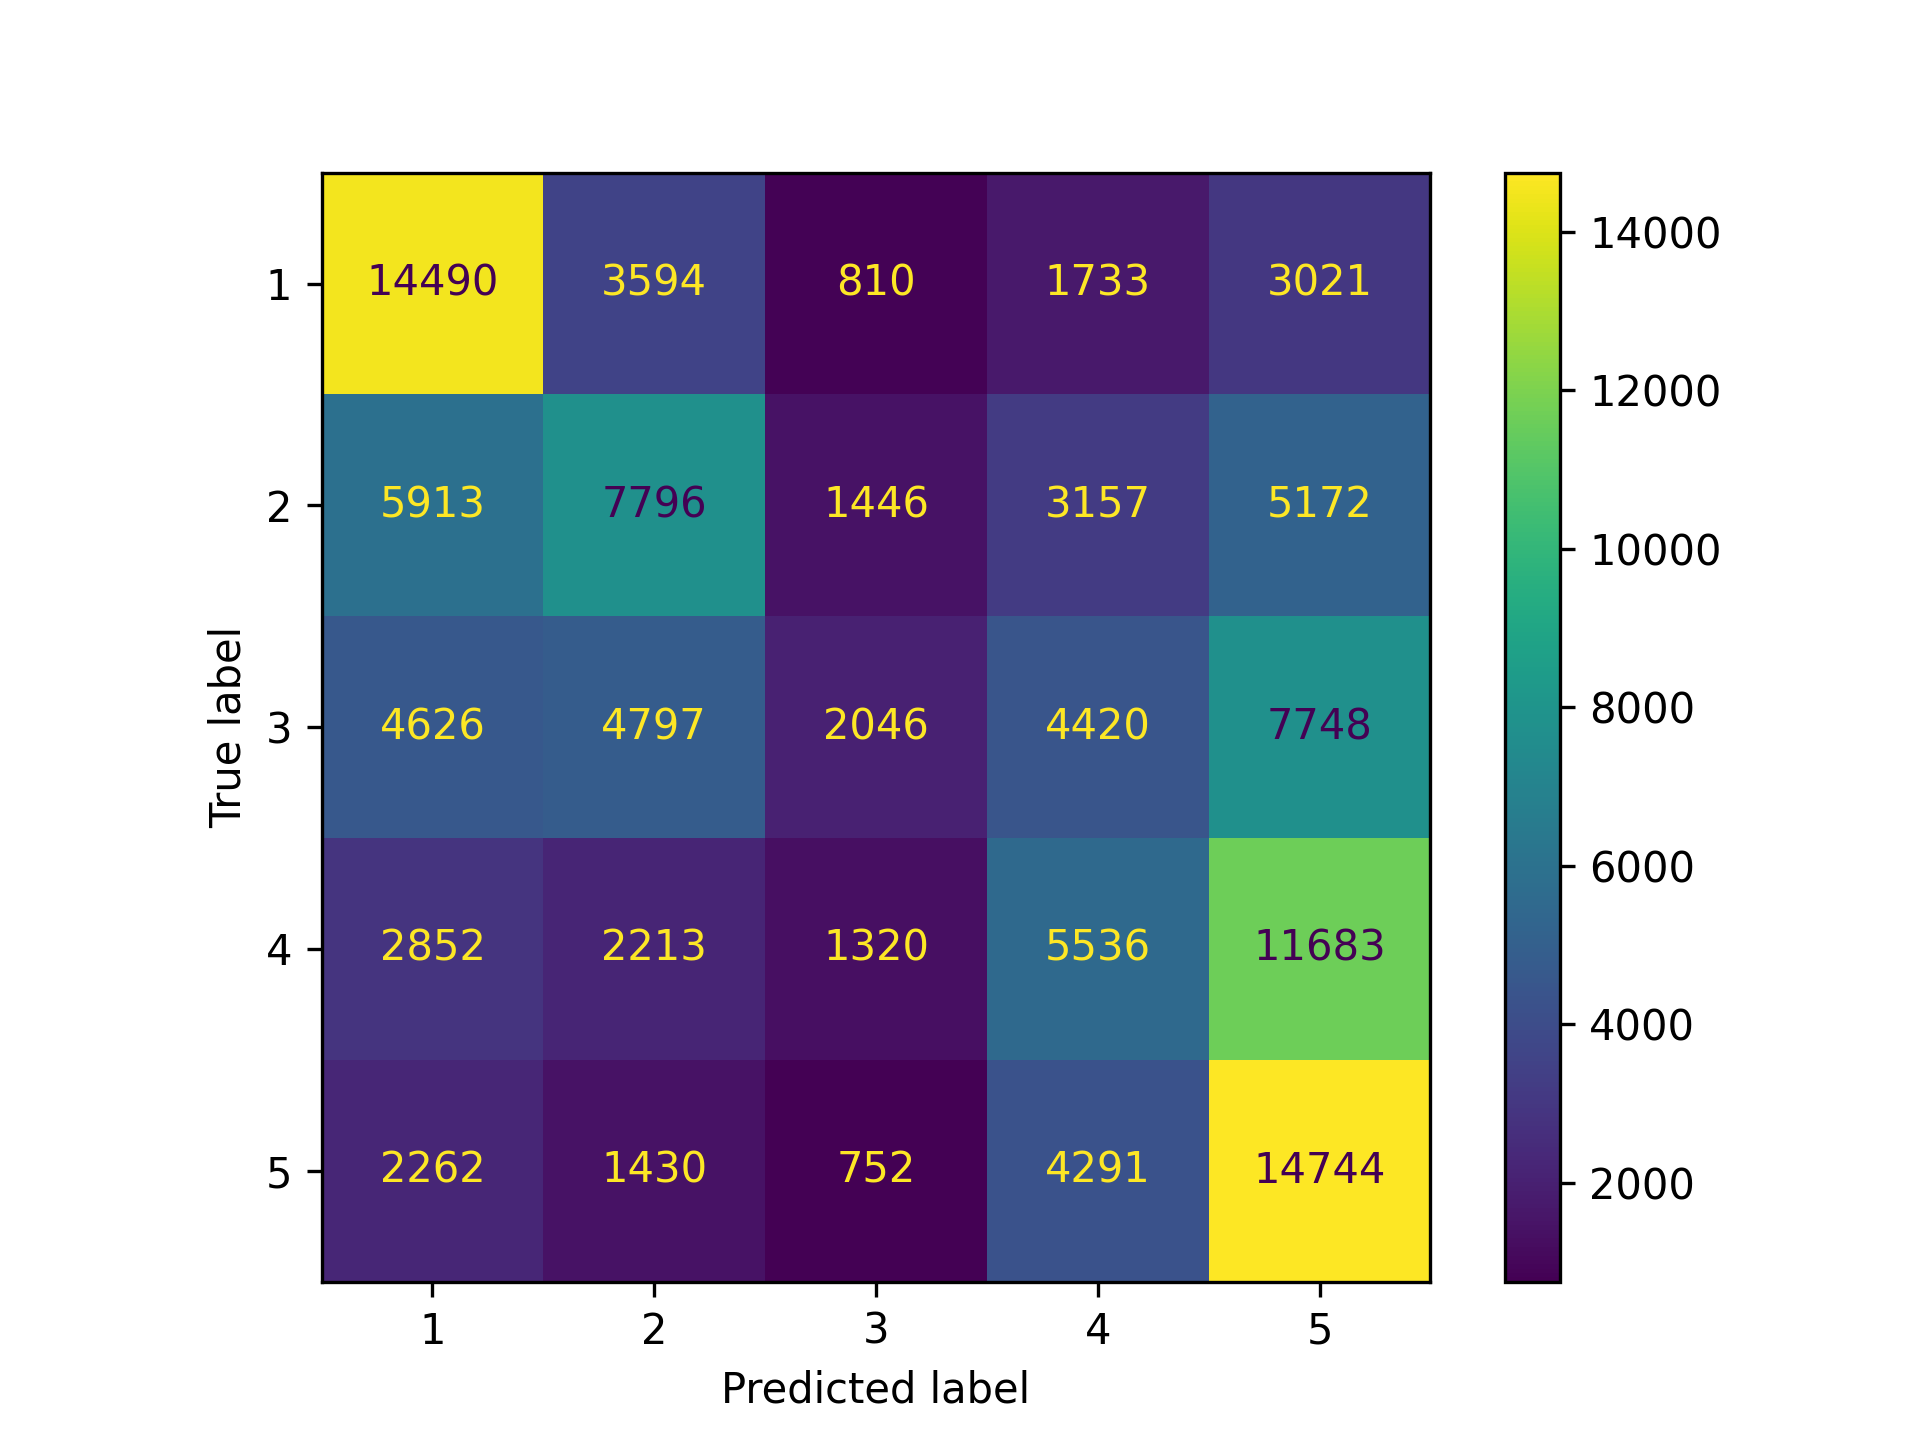 14490 3594 810 1733 3021
5913 7796 1446 3157 5172
4626 4797 2046 4420 7748
2852 2213 1320 5536 11683
2262 1430 752 4291 14744
1
2
3
4
5
True label
1 2 3 4 5
Predicted label
14000
12000
10000
8000
6000
4000
2000